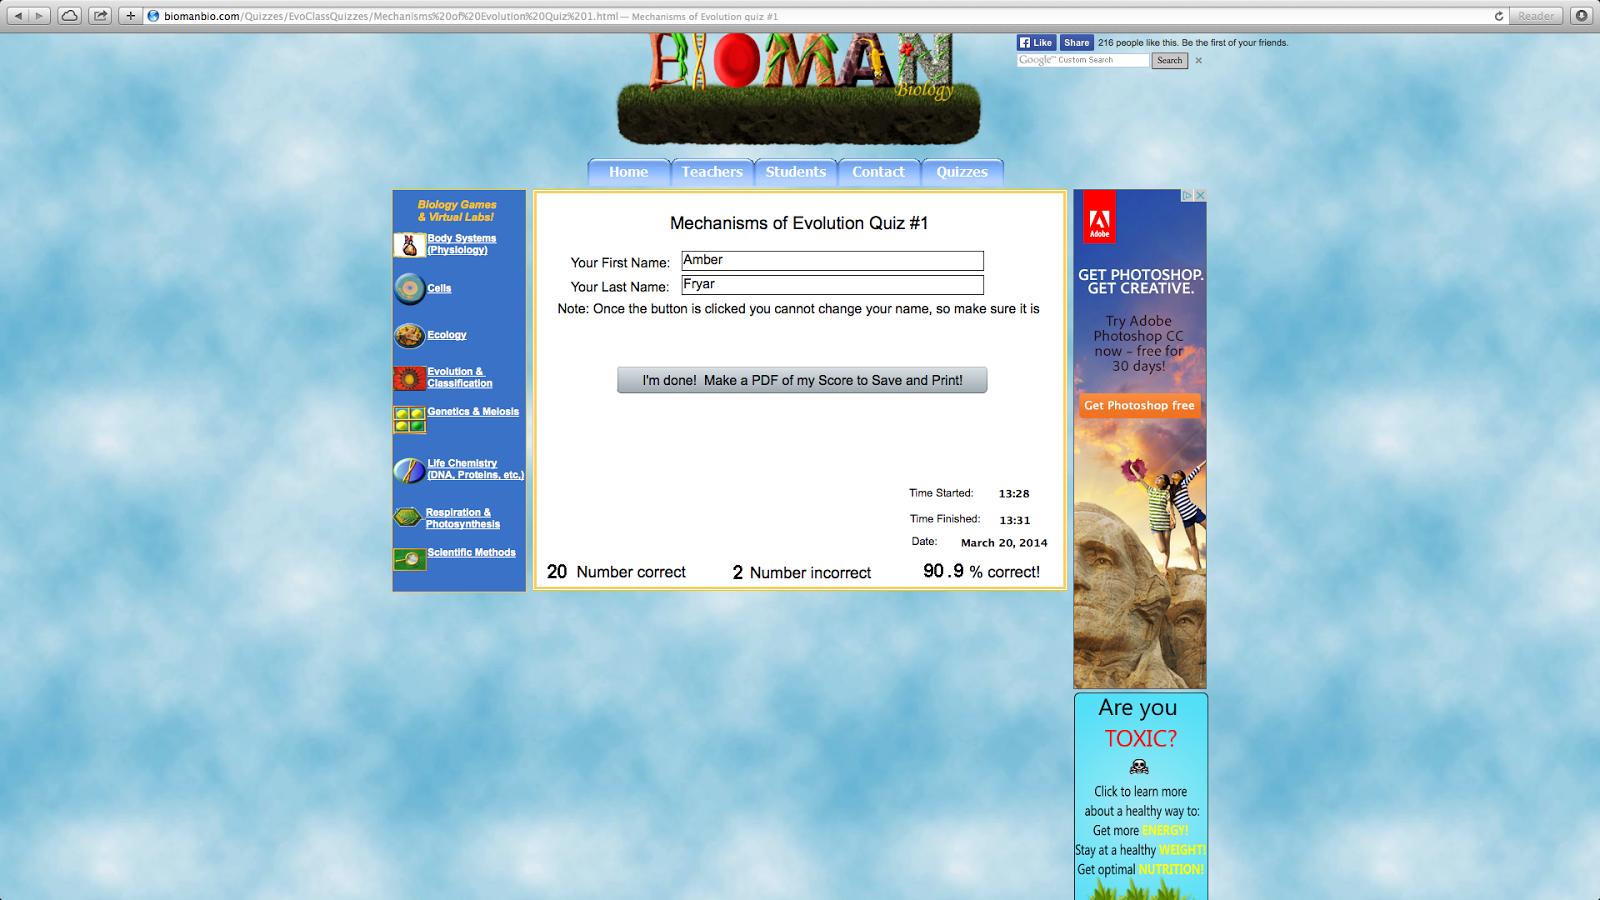 biomanbio.com/Quizzes/EvoClassQuizzes/Mechanisms%20of%20Evolution%20Quiz%201.html — Mechanisms of Evolution quiz #1
Reader
BIOMAN
Biology
Like
Share
216 people like this. Be the first of your friends.
Google™ Custom Search
Search
Home
Teachers
Students
Contact
Quizzes
Biology Games
& Virtual Labs!
Body Systems
(Physiology)
Cells
Ecology
Evolution &
Classification
Genetics & Meiosis
Life Chemistry
(DNA, Proteins, etc.)
Respiration &
Photosynthesis
Scientific Methods
Mechanisms of Evolution Quiz #1
Your First Name: Amber
Your Last Name: Fryar
Note: Once the button is clicked you cannot change your name, so make sure it is
I'm done!  Make a PDF of my Score to Save and Print!
Time Started: 13:28
Time Finished: 13:31
Date: March 20, 2014
20 Number correct
2 Number incorrect
90.9 % correct!
Adobe
GET PHOTOSHOP.
GET CREATIVE.
Try Adobe
Photoshop CC
now – free for
30 days!
Get Photoshop free
Are you
TOXIC?
Click to learn more
about a healthy way to:
Get more ENERGY!
Stay at a healthy WEIGHT!
Get optimal NUTRITION!